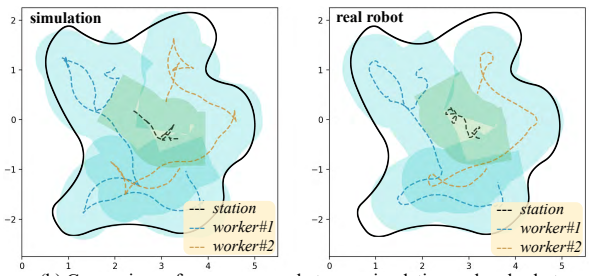 simulation
real robot
2
1
0
−1
−2
0 1 2 3 4 5
station
worker#1
worker#2
2
1
0
−1
−2
0 1 2 3 4 5
station
worker#1
worker#2